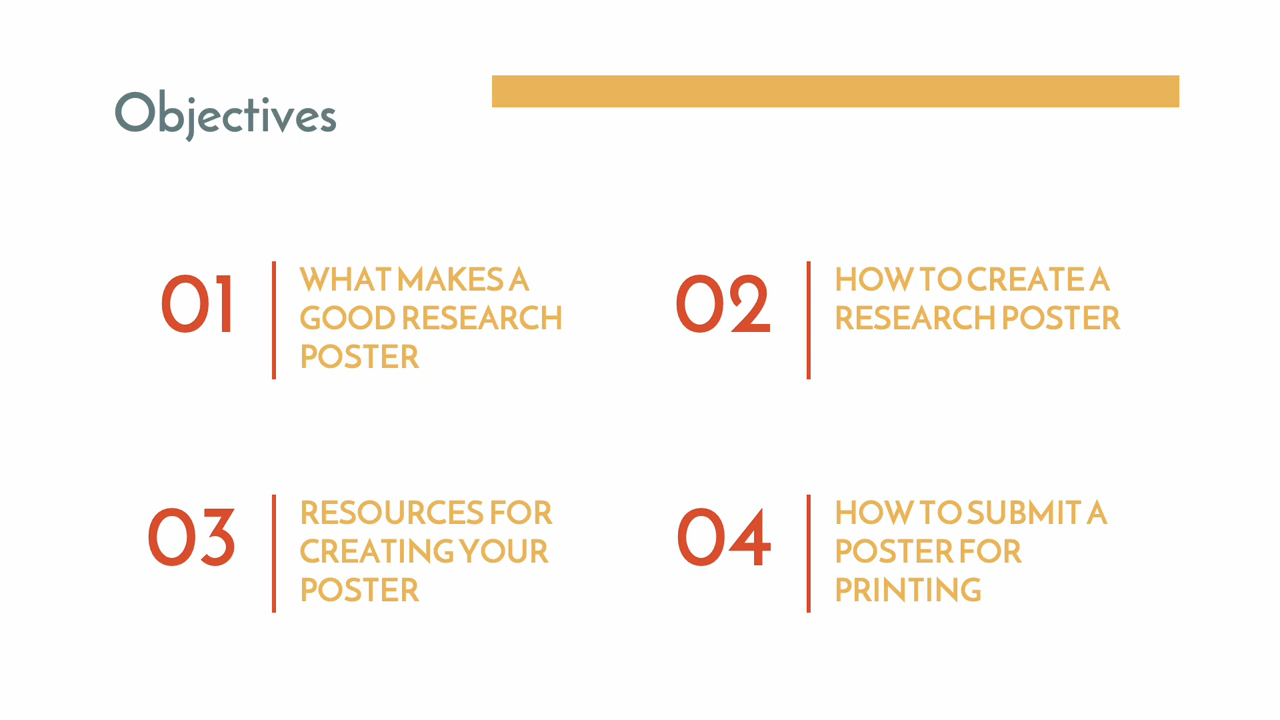 Objectives
01
WHAT MAKES A
GOOD RESEARCH
POSTER
02
HOW TO CREATE A
RESEARCH POSTER
03
RESOURCES FOR
CREATING YOUR
POSTER
04
HOW TO SUBMIT A
POSTER FOR
PRINTING